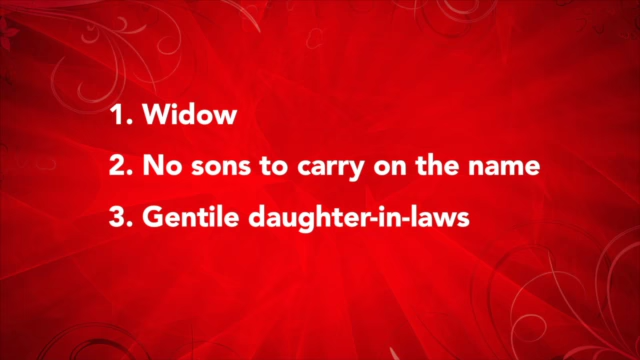 1. Widow
2. No sons to carry on the name
3. Gentile daughter-in-laws